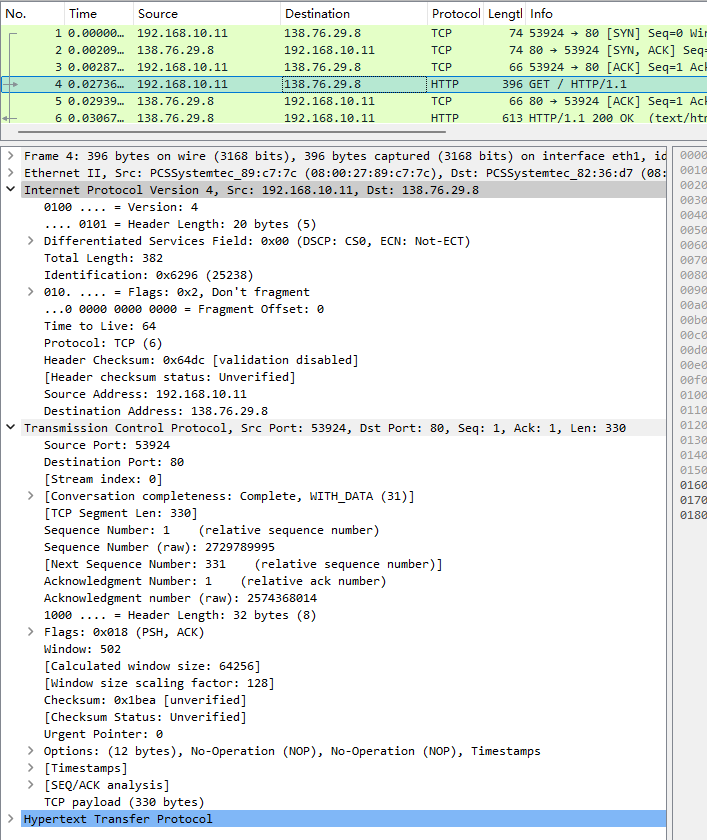 No. Time Source Destination Protocol Lengtl Info
1 0.00000… 192.168.10.11 138.76.29.8 TCP 74 53924 → 80 [SYN] Seq=0 Wir
2 0.00209… 138.76.29.8 192.168.10.11 TCP 74 80 → 53924 [SYN, ACK] Seq=
3 0.00287… 192.168.10.11 138.76.29.8 TCP 66 53924 → 80 [ACK] Seq=1 Ack
4 0.02736… 192.168.10.11 138.76.29.8 HTTP 396 GET / HTTP/1.1
5 0.02939… 138.76.29.8 192.168.10.11 TCP 66 80 → 53924 [ACK] Seq=1 Ack
6 0.03067… 138.76.29.8 192.168.10.11 HTTP 613 HTTP/1.1 200 OK (text/htm
Frame 4: 396 bytes on wire (3168 bits), 396 bytes captured (3168 bits) on interface eth1, id
Ethernet II, Src: PCSSystemtec_89:c7:7c (08:00:27:89:c7:7c), Dst: PCSSystemtec_82:36:d7 (08:
Internet Protocol Version 4, Src: 192.168.10.11, Dst: 138.76.29.8
0100 .... = Version: 4
.... 0101 = Header Length: 20 bytes (5)
Differentiated Services Field: 0x00 (DSCP: CS0, ECN: Not-ECT)
Total Length: 382
Identification: 0x6296 (25238)
010. .... = Flags: 0x2, Don't fragment
...0 0000 0000 0000 = Fragment Offset: 0
Time to Live: 64
Protocol: TCP (6)
Header Checksum: 0x64dc [validation disabled]
[Header checksum status: Unverified]
Source Address: 192.168.10.11
Destination Address: 138.76.29.8
Transmission Control Protocol, Src Port: 53924, Dst Port: 80, Seq: 1, Ack: 1, Len: 330
Source Port: 53924
Destination Port: 80
[Stream index: 0]
[Conversation completeness: Complete, WITH_DATA (31)]
[TCP Segment Len: 330]
Sequence Number: 1 (relative sequence number)
Sequence Number (raw): 2729789995
[Next Sequence Number: 331 (relative sequence number)]
Acknowledgment Number: 1 (relative ack number)
Acknowledgment number (raw): 2574368014
1000 .... = Header Length: 32 bytes (8)
Flags: 0x018 (PSH, ACK)
Window: 502
[Calculated window size: 64256]
[Window size scaling factor: 128]
Checksum: 0x1bea [unverified]
[Checksum Status: Unverified]
Urgent Pointer: 0
Options: (12 bytes), No-Operation (NOP), No-Operation (NOP), Timestamps
[Timestamps]
[SEQ/ACK analysis]
TCP payload (330 bytes)
Hypertext Transfer Protocol
0000
0010
0020
0030
0040
0050
0060
0070
0080
0090
00a0
00b0
00c0
00d0
00e0
00f0
0100
0110
0120
0130
0140
0150
0160
0170
0180